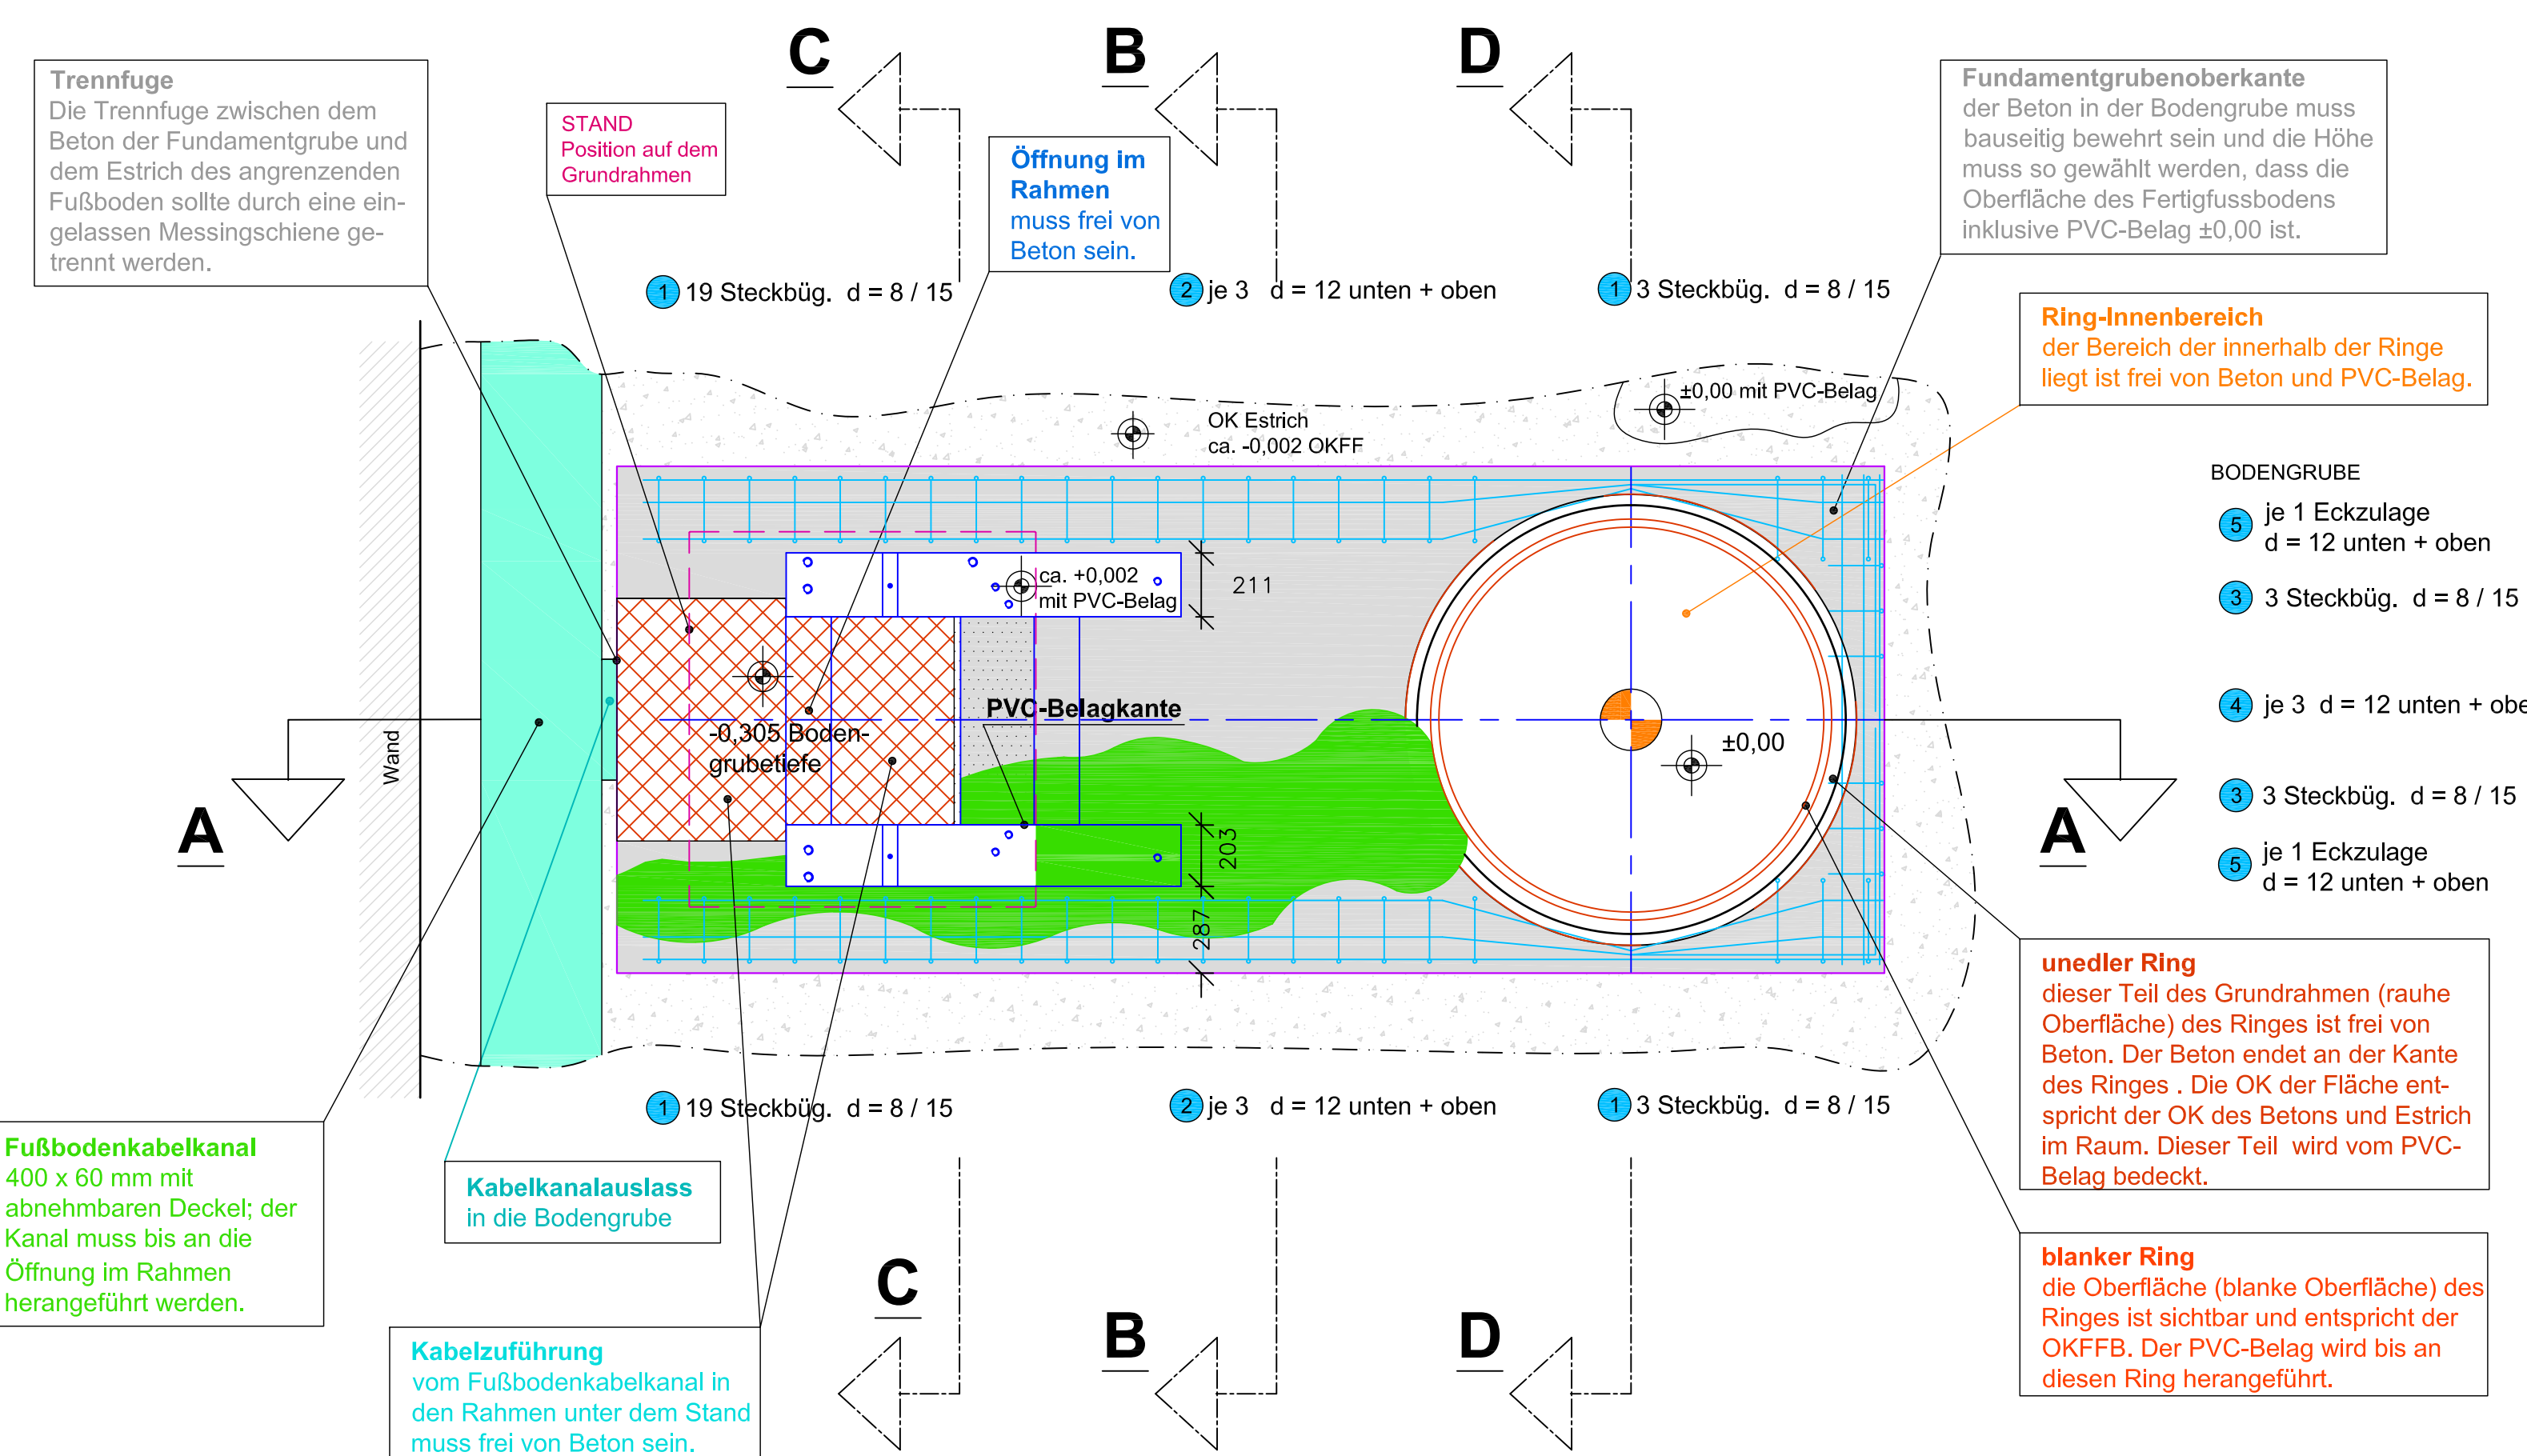 C
B
D
Trennfuge
Die Trennfuge zwischen dem
Beton der Fundamentgrube und
dem Estrich des angrenzenden
Fußboden sollte durch eine ein-
gelassen Messingschiene ge-
trennt werden.
STAND
Position auf dem
Grundrahmen
Öffnung im
Rahmen
muss frei von
Beton sein.
Fundamentgrubenoberkante
der Beton in der Bodengrube muss
bauseitig bewehrt sein und die Höhe
muss so gewählt werden, dass die
Oberfläche des Fertigfussbodens
inklusive PVC-Belag ±0,00 ist.
1 19 Steckbüg. d = 8 / 15
2 je 3 d = 12 unten + oben
1 3 Steckbüg. d = 8 / 15
Ring-Innenbereich
der Bereich der innerhalb der Ringe
liegt ist frei von Beton und PVC-Belag.
±0,00 mit PVC-Belag
OK Estrich
ca. -0,002 OKFF
BODENGRUBE
5 je 1 Eckzulage
d = 12 unten + oben
3 3 Steckbüg. d = 8 / 15
4 je 3 d = 12 unten + obe
3 3 Steckbüg. d = 8 / 15
5 je 1 Eckzulage
d = 12 unten + oben
ca. +0,002
mit PVC-Belag
211
PVC-Belagkante
-0,305 Boden-
grubetiefe
±0,00
Wand
A
A
203
287
unedler Ring
dieser Teil des Grundrahmen (rauhe
Oberfläche) des Ringes ist frei von
Beton. Der Beton endet an der Kante
des Ringes . Die OK der Fläche ent-
spricht der OK des Betons und Estrich
im Raum. Dieser Teil wird vom PVC-
Belag bedeckt.
1 19 Steckbüg. d = 8 / 15
2 je 3 d = 12 unten + oben
1 3 Steckbüg. d = 8 / 15
Fußbodenkabelkanal
400 x 60 mm mit
abnehmbaren Deckel; der
Kanal muss bis an die
Öffnung im Rahmen
herangeführt werden.
Kabelkanalauslass
in die Bodengrube
Kabelzuführung
vom Fußbodenkabelkanal in
den Rahmen unter dem Stand
muss frei von Beton sein.
C
B
D
blanker Ring
die Oberfläche (blanke Oberfläche) des
Ringes ist sichtbar und entspricht der
OKFFB. Der PVC-Belag wird bis an
diesen Ring herangeführt.